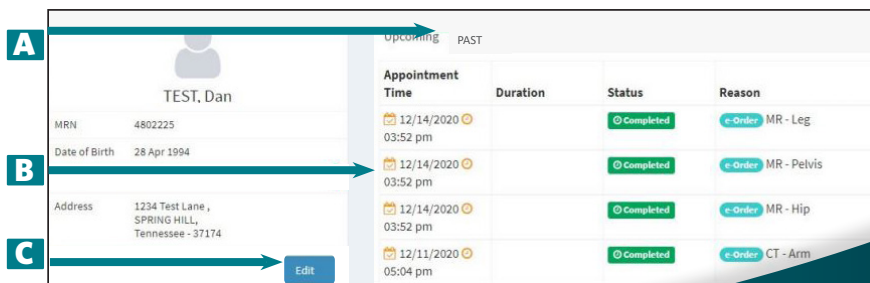 A
B
C
TEST, Dan
MRN 4802225
Date of Birth 28 Apr 1994
Address 1234 Test Lane ,
SPRING HILL,
Tennessee - 37174
Edit
Upcoming PAST
Appointment
Time Duration Status Reason
12/14/2020 Completed e-Order MR - Leg
03:52 pm
12/14/2020 Completed e-Order MR - Pelvis
03:52 pm
12/14/2020 Completed e-Order MR - Hip
03:52 pm
12/11/2020 Completed e-Order CT - Arm
05:04 pm